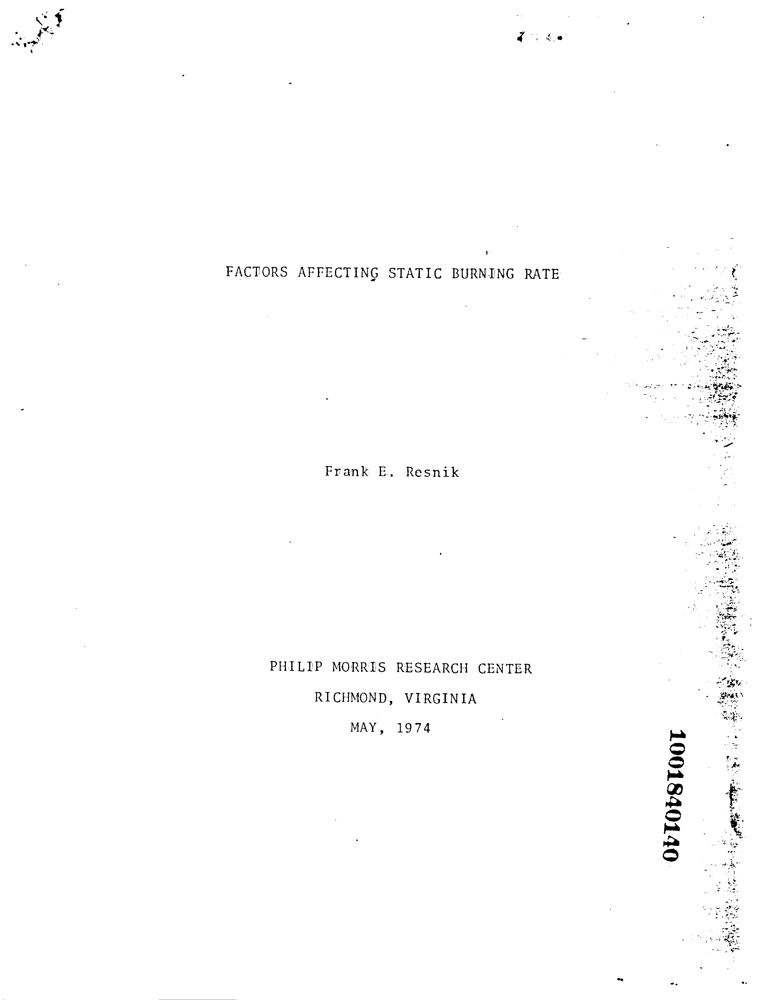 FACTORS AFFECTING STATIC BURNING RATE
Frank E. Resnik
PHILIP MORRIS RESEARCH CENTER
RICHMOND, VIRGINIA
MAY, 1974
1001840140